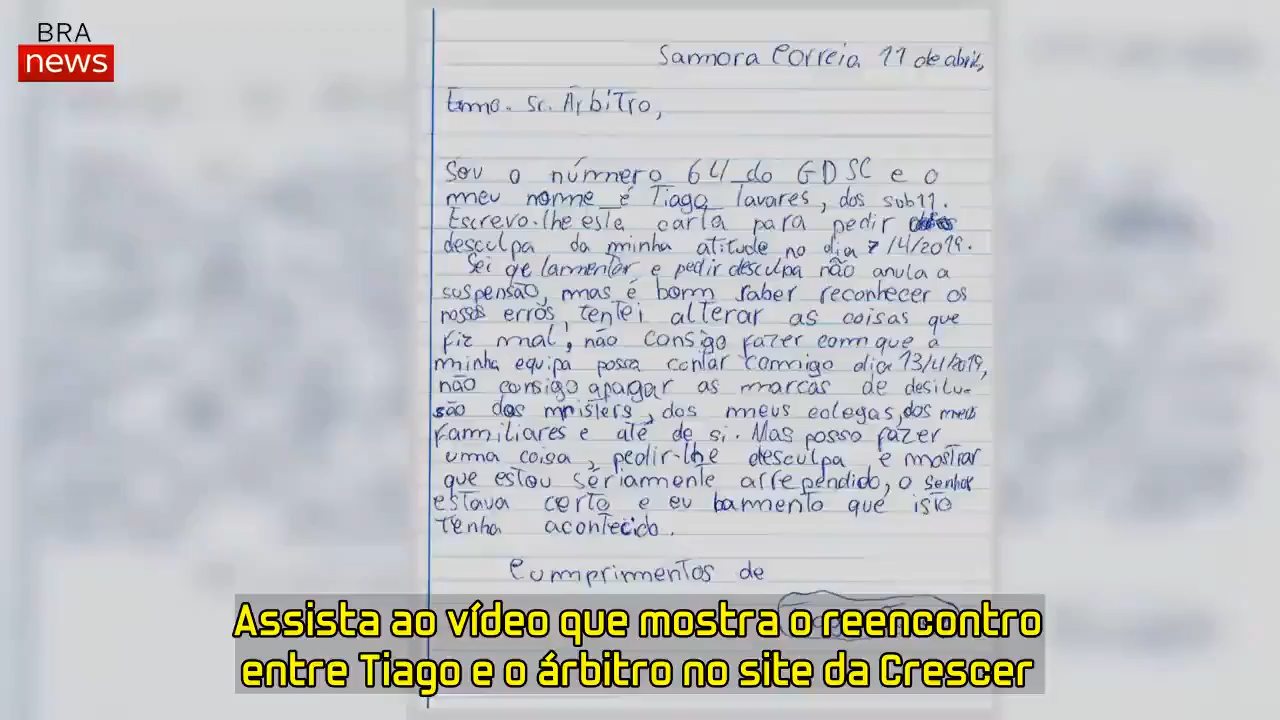 BRA
news
Samora Correia 11 de abril,
Exmo. Sr. Árbitro,
Sou o número 64 do GDSC e o
meu nome é Tiago Tavares, dos sub11.
Escrevo-lhe esta carta para pedir
desculpa da minha atitude no dia 7/4/2019.
Sei qe lamentar e pedir desculpa não anula a
suspensão, mas é bom saber reconhecer os
nossos erros, tentei alterar as coisas que
fiz mal, não consigo fazer com que a
minha equipa possa contar comigo dia 13/4/2019,
não consigo apagar as marcas de desilu-
são dos misters, dos meus colegas, dos meus
familiares e até de si. Mas posso fazer
uma coisa, pedir-lhe desculpa e mostrar
que estou seriamente arrependido, o senhor
estava certo e eu lamento que isto
tenha acontecido.
Cumprimentos de
Assista ao vídeo que mostra o reencontro
entre Tiago e o árbitro no site da Crescer